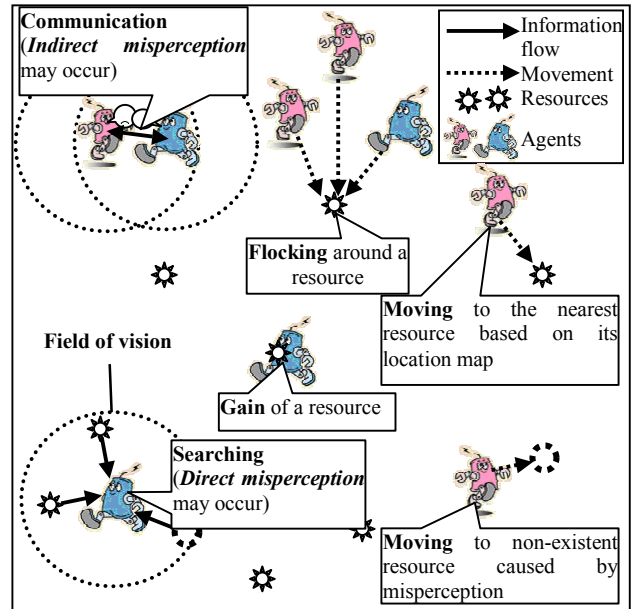 Communication
(Indirect misperception
may occur)
Information
flow
Movement
Resources
Agents
Flocking around a
resource
Moving to the nearest
resource based on its
location map
Field of vision
Gain of a resource
Searching
(Direct misperception
may occur)
Moving to non-existent
resource caused by
misperception